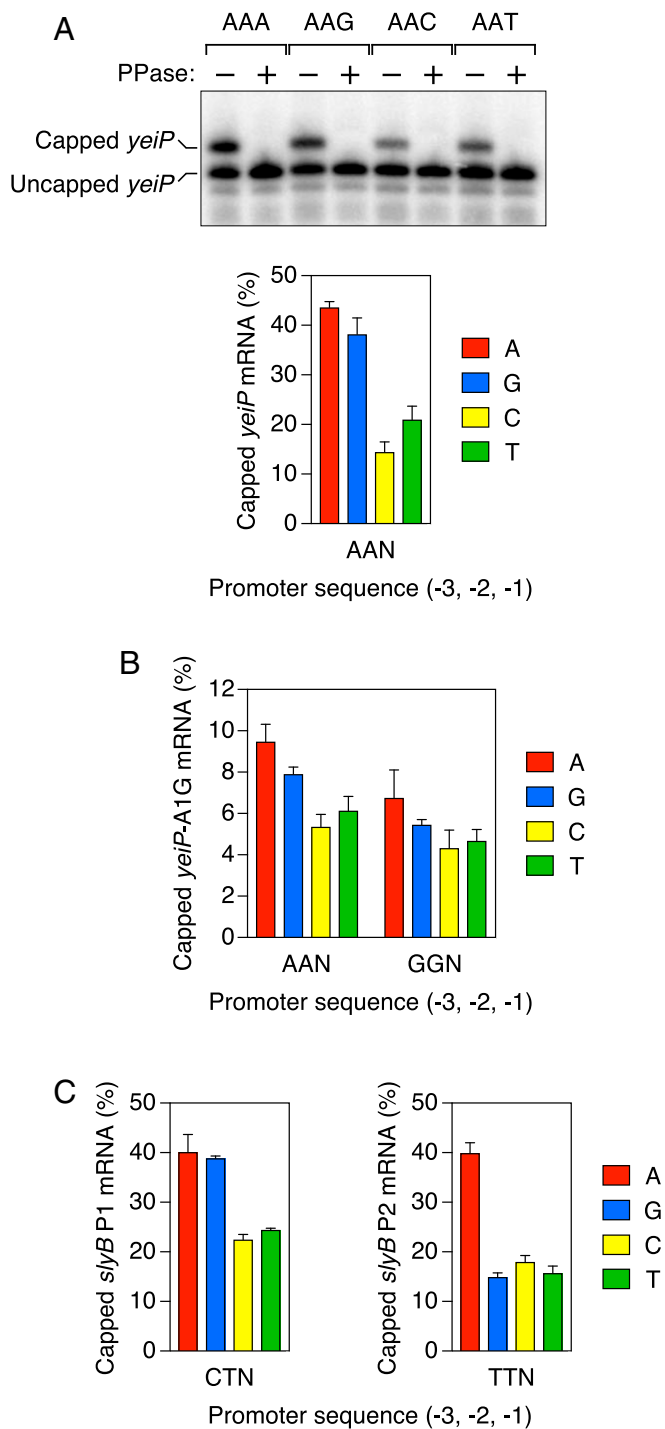 A
AAA AAG AAC AAT
PPase: − + − + − + − +
Capped yeiP
Uncapped yeiP
Capped yeiP mRNA (%)
50
40
30
20
10
0
AAN
Promoter sequence (-3, -2, -1)
A
G
C
T
B
Capped yeiP-A1G mRNA (%)
12
10
8
6
4
2
0
AAN GGN
Promoter sequence (-3, -2, -1)
A
G
C
T
C
Capped slyB P1 mRNA (%)
50
40
30
20
10
0
CTN
Capped slyB P2 mRNA (%)
50
40
30
20
10
0
TTN
Promoter sequence (-3, -2, -1)
A
G
C
T